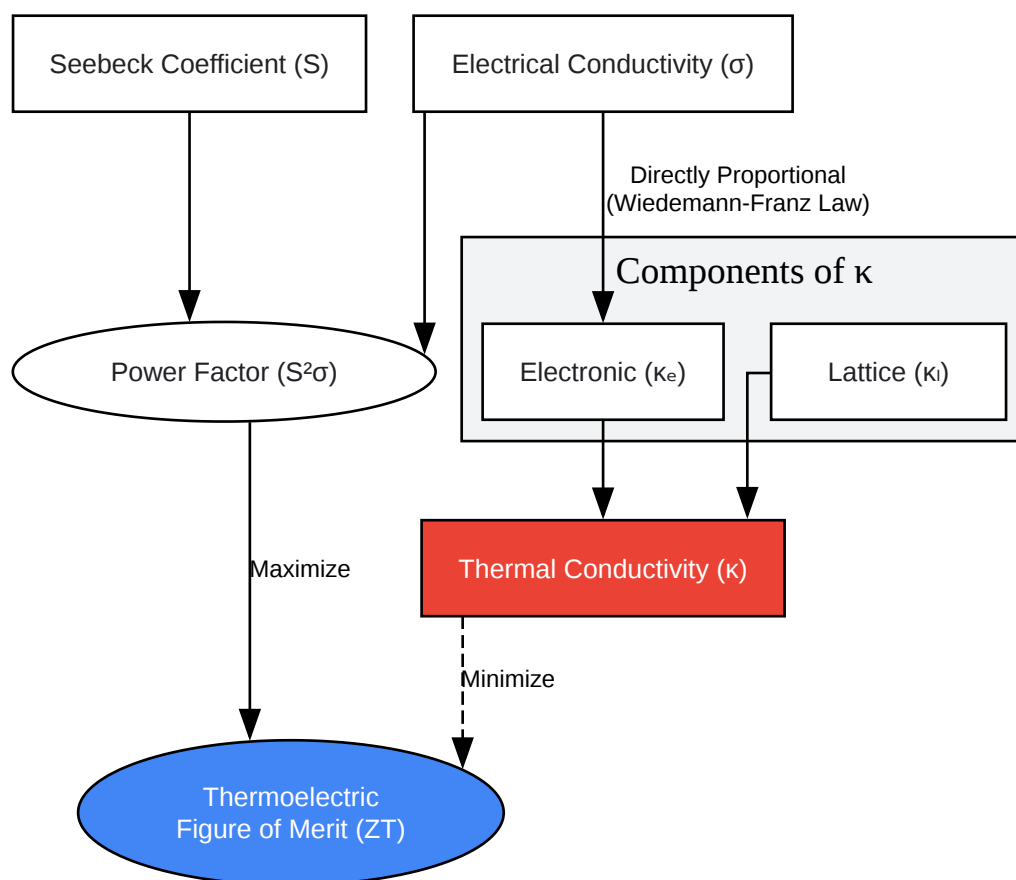 Seebeck Coefficient (S)
Electrical Conductivity (σ)
Directly Proportional
(Wiedemann-Franz Law)
Components of κ
Power Factor (S²σ)
Electronic (κₑ)
Lattice (κₗ)
Maximize
Thermal Conductivity (κ)
Minimize
Thermoelectric
Figure of Merit (ZT)